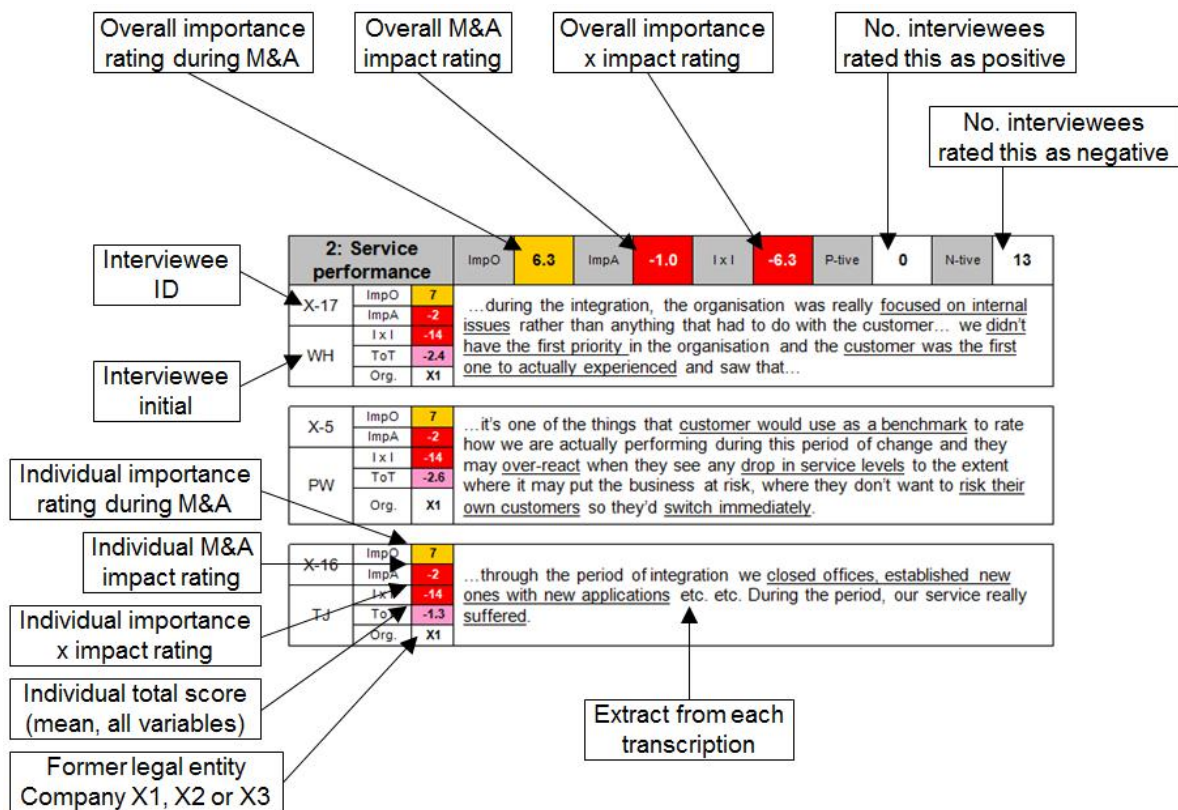 Overall importance
rating during M&A
Overall M&A
impact rating
Overall importance
x impact rating
No. interviewees
rated this as positive
No. interviewees
rated this as negative
2: Service
performance
ImpO
6.3
ImpA
-1.0
I x I
-6.3
P-tive
0
N-tive
13
Interviewee
ID
Interviewee
initial
X-17
WH
ImpO
7
ImpA
-2
I x I
-14
ToT
-2.4
Org.
X1
…during the integration, the organisation was really focused on internal
issues rather than anything that had to do with the customer… we didn't
have the first priority in the organisation and the customer was the first
one to actually experienced and saw that…
X-5
PW
ImpO
7
ImpA
-2
I x I
-14
ToT
-2.6
Org.
X1
…it's one of the things that customer would use as a benchmark to rate
how we are actually performing during this period of change and they
may over-react when they see any drop in service levels to the extent
where it may put the business at risk, where they don't want to risk their
own customers so they'd switch immediately.
Individual importance
rating during M&A
Individual M&A
impact rating
Individual importance
x impact rating
Individual total score
(mean, all variables)
Former legal entity
Company X1, X2 or X3
X-16
TJ
ImpO
7
ImpA
-2
I x I
-14
ToT
-1.3
Org.
X1
…through the period of integration we closed offices, established new
ones with new applications etc. etc. During the period, our service really
suffered.
Extract from each
transcription